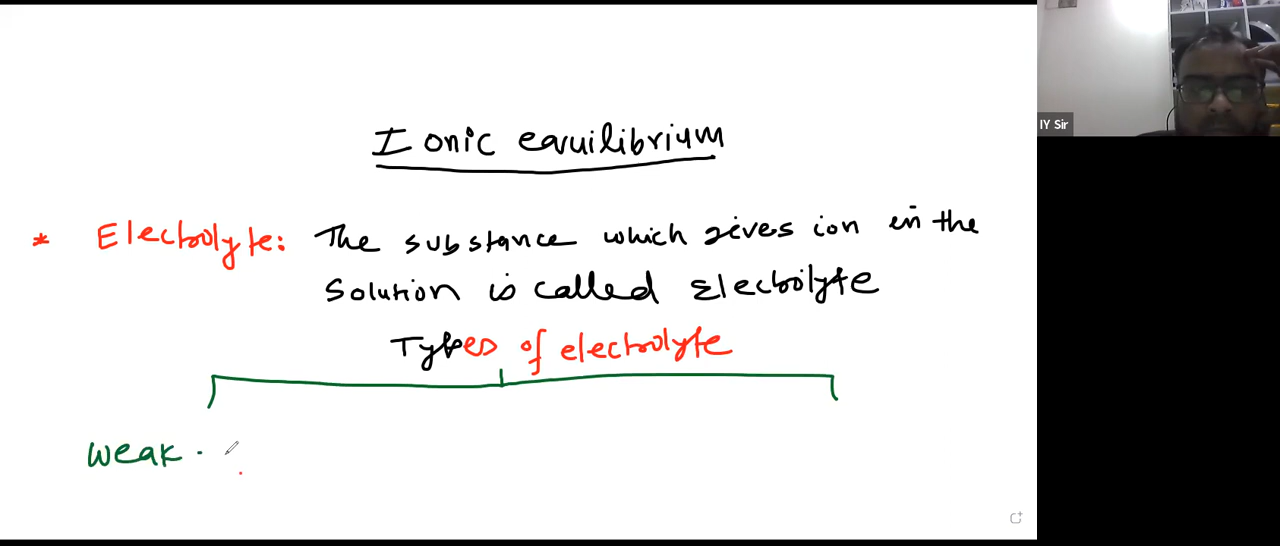 Ionic equilibrium
* Electrolyte: The substance which gives ion in the
Solution is called Electrolyte
Types of electrolyte
Weak.
IY Sir